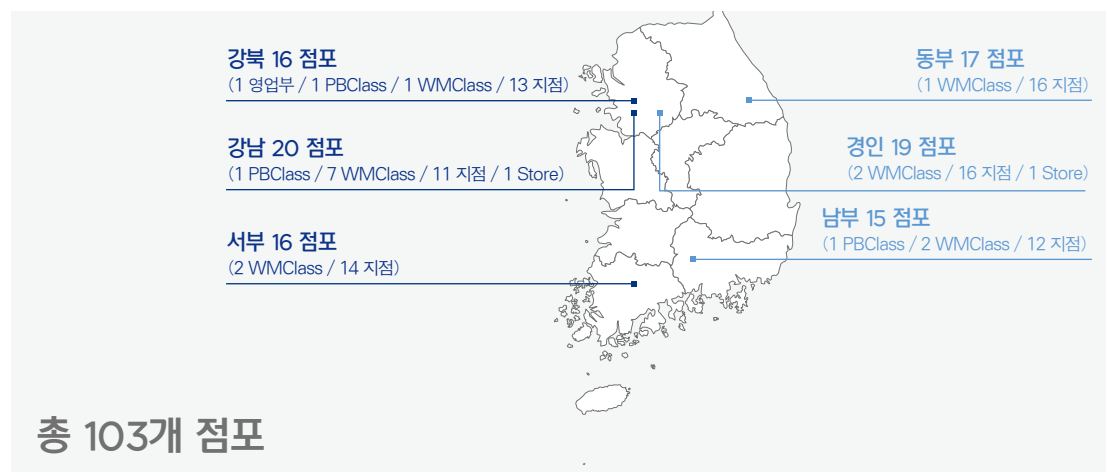 강북 16 점포
(1 영업부 / 1 PBClass / 1 WMClass / 13 지점)
강남 20 점포
(1 PBClass / 7 WMClass / 11 지점 / 1 Store)
서부 16 점포
(2 WMClass / 14 지점)
동부 17 점포
(1 WMClass / 16 지점)
경인 19 점포
(2 WMClass / 16 지점 / 1 Store)
남부 15 점포
(1 PBClass / 2 WMClass / 12 지점)
총 103개 점포